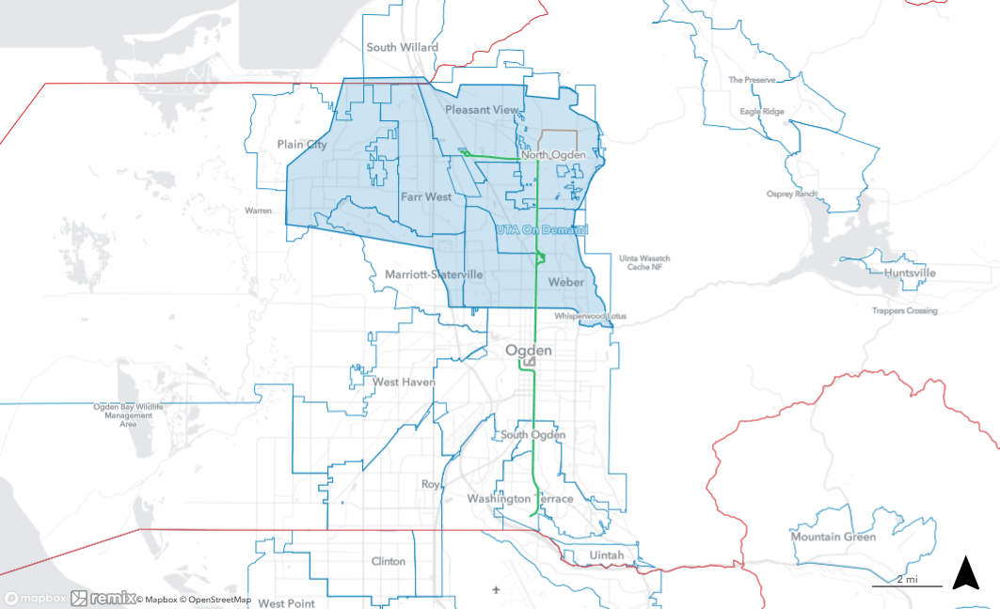 South Willard
The Preserve
Pleasant View
Eagle Ridge
Plain City
North Ogden
Farr West
Osprey Ranch
Warren
UTA On Demand
Uinta Wasatch
Cache NF
Marriott-Slaterville
Weber
Huntsville
Trappers Crossing
Whisperwood Lotus
Ogden
West Haven
Ogden Bay Wildlife
Management
Area
South Ogden
Roy
Washington Terrace
Mountain Green
Uintah
Clinton
2 mi
West Point
mapbox remix © Mapbox © OpenStreetMap